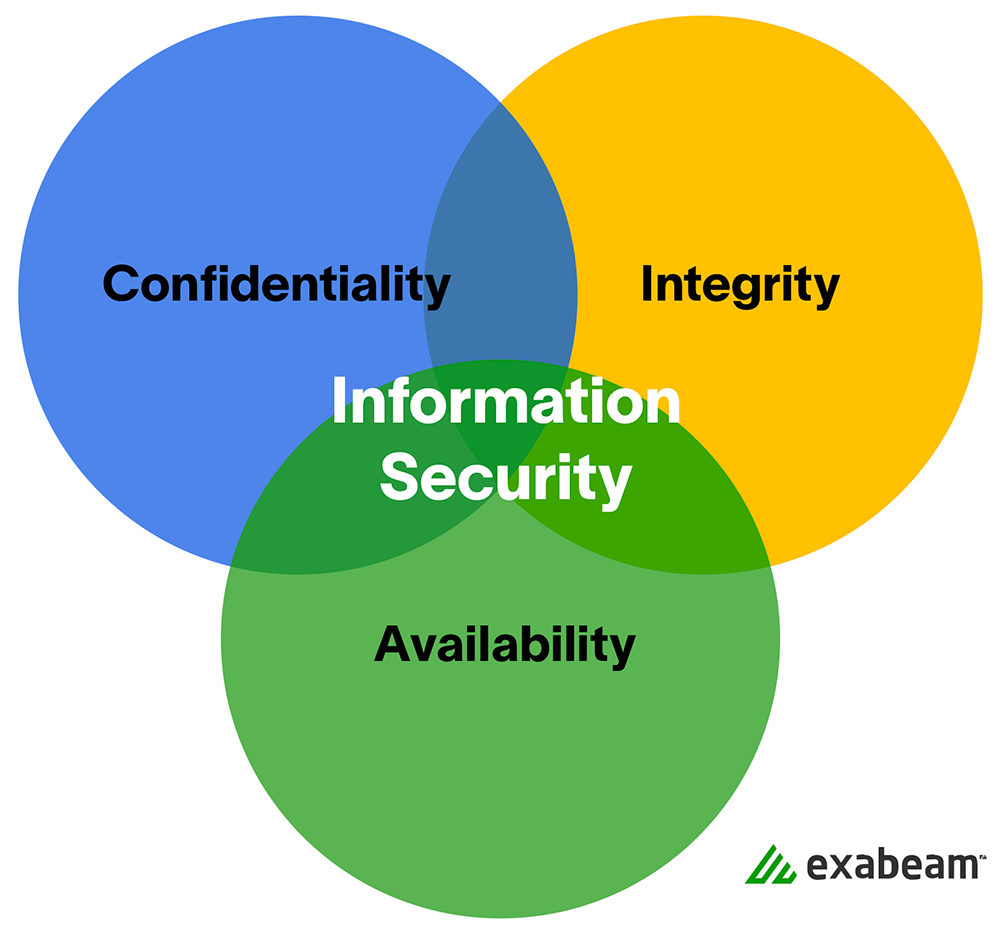 Confidentiality
Integrity
Information
Security
Availability
exabeam